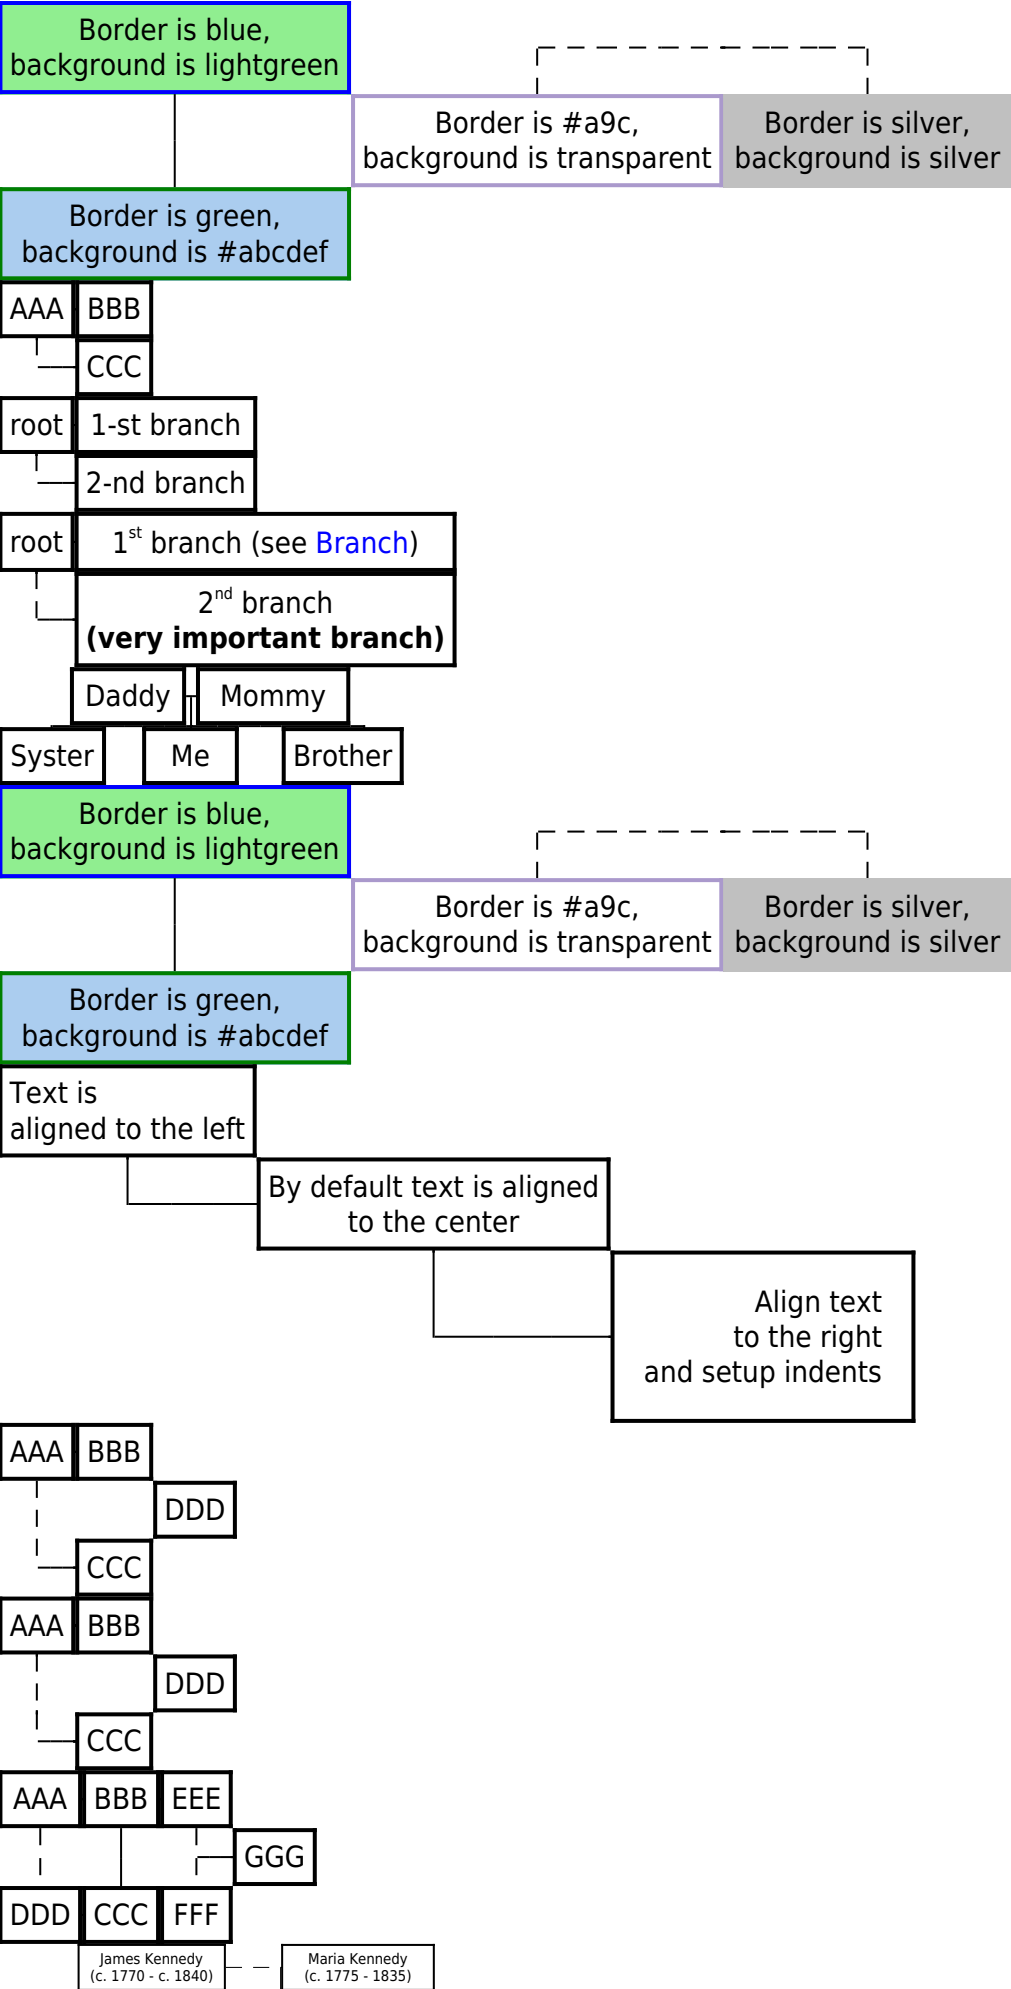 Border is blue,
background is lightgreen
Border is #a9c,
background is transparent
Border is silver,
background is silver
Border is green,
background is #abcdef
AAA BBB
CCC
root 1-st branch
2-nd branch
root 1st branch (see Branch)
2nd branch
(very important branch)
Daddy Mommy
Syster Me Brother
Border is blue,
background is lightgreen
Border is #a9c,
background is transparent
Border is silver,
background is silver
Border is green,
background is #abcdef
Text is
aligned to the left
By default text is aligned
to the center
Align text
to the right
and setup indents
AAA BBB
DDD
CCC
AAA BBB
DDD
CCC
AAA BBB EEE
GGG
DDD CCC FFF
James Kennedy
(c. 1770 - c. 1840)
Maria Kennedy
(c. 1775 - 1835)